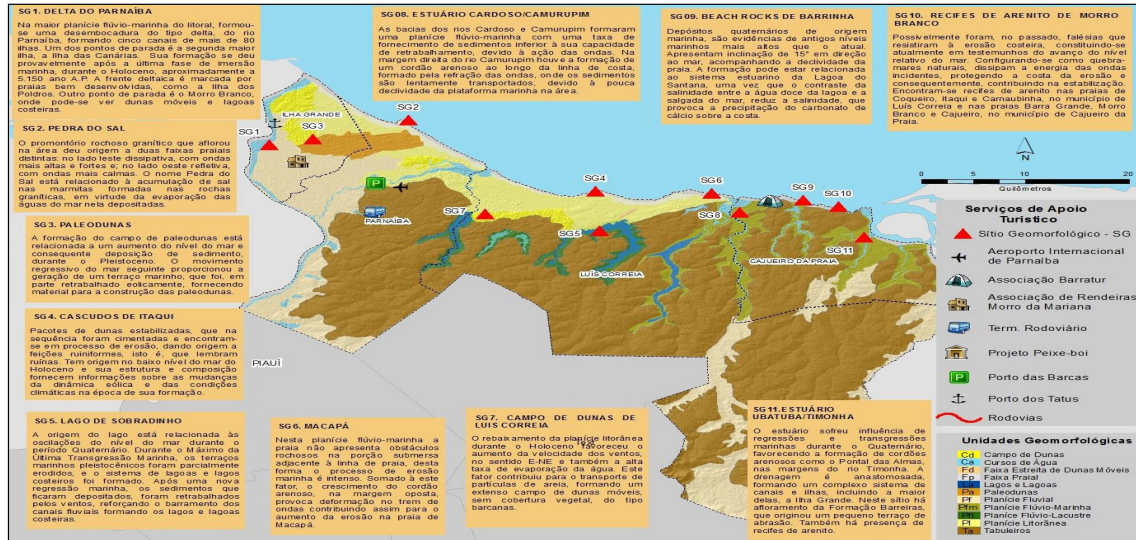 SG1. DELTA DO PARNAÍBA
Na maior planície flúvio-marinha do litoral, formou-
se uma desembocadura do tipo delta, do rio
Parnaíba, formando cinco canais de mais de 80
ilhas. Um dos pontos de parada é a segunda maior
ilha, a Ilha das Canárias. Sua formação se deu
provavelmente após a última fase de imersão
marinha, durante o Holoceno, aproximadamente a
5.150 ano A.P. A frente deltaica é marcada por
praias bem desenvolvidas, como a Ilha dos
Poldros. Outro ponto de parada é o Morro Branco,
onde pode-se ver dunas móveis e lagoas
costeiras.
SG2. PEDRA DO SAL
O promontório rochoso granítico que aflorou
na área deu origem a duas faixas praiais
distintas: no lado leste dissipativa, com ondas
mais altas e fortes e; no lado oeste refletiva,
com ondas mais calmas. O nome Pedra do
Sal está relacionado à acumulação de sal
nas marmitas formadas nas rochas
graníticas, em virtude da evaporação das
águas do mar nela depositadas.
SG3. PALEODUNAS
A formação do campo de paleodunas está
relacionada a um aumento do nível do mar e
consequente deposição de sedimento,
durante o Pleistoceno. O movimento
regressivo do mar seguinte proporcionou a
geração de um terraço marinho, que foi, em
parte retrabalhado eolicamente, fornecendo
material para a construção das paleodunas.
SG4. CASCUDOS DE ITAQUI
Pacotes de dunas estabilizadas, que na
sequência foram cimentadas e encontram-
se em processo de erosão, dando origem a
feições ruiniformes, isto é, que lembram
ruínas. Tem origem no baixo nível do mar do
Holoceno e sua estrutura e composição
fornecem informações sobre as mudanças
da dinâmica eólica e das condições
climáticas na época de sua formação.
SG5. LAGO DE SOBRADINHO
A origem do lago está relacionada às
oscilações do nível do mar durante o
período Quaternário. Durante o Máximo da
Última Transgressão Marinha, os terraços
marinhos pleistocênicos foram parcialmente
erodidos, e o sistema de lagoas e lagos
costeiros foi formado. Após uma nova
regressão marinha, os sedimentos que
ficaram depositados, foram retrabalhados
pelos ventos, reforçando o barramento dos
canais fluviais formando os lagos e lagoas
costeiras.
SG6. MACAPÁ
Nesta planície flúvio-marinha a
praia não apresenta obstáculos
rochosos na porção submersa
adjacente à linha de praia, desta
forma o processo de erosão
marinha é intenso. Somado a este
fator, o crescimento do cordão
arenoso, na margem oposta,
provoca deformação no trem de
ondas contribuindo assim para o
aumento da erosão na praia de
Macapá.
SG7. CAMPO DE DUNAS DE
LUIS CORREIA
O rebaixamento da planície litorânea
durante o Holoceno favoreceu o
aumento da velocidade dos ventos,
no sentido E-NE e também a alta
taxa de evaporação da água. Este
fator contribuiu para o transporte de
partículas de areia, formando um
extenso campo de dunas móveis,
sem cobertura vegetal, do tipo
barcanas.
SG08. ESTUÁRIO CARDOSO/CAMURUPIM
As bacias dos rios Cardoso e Camurupim formaram
uma planície flúvio-marinha com uma taxa de
fornecimento de sedimentos inferior à sua capacidade
de retrabalhamento, devido à ação das ondas. Na
margem direita do rio Camurupim houve a formação de
um cordão arenoso ao longo da linha de costa,
formado pela refração das ondas, onde os sedimentos
são lentamente transportados, devido à pouca
declividade da plataforma marinha na área.
SG09. BEACH ROCKS DE BARRINHA
Depósitos quaternários de origem
marinha, são evidências de antigos níveis
marinhos mais altos que o atual.
Apresentam inclinação de 15° em direção
ao mar, acompanhando a declividade da
praia. A formação pode estar relacionada
ao sistema estuarino da Lagoa do
Santana, uma vez que o contraste da
salinidade entre a água doce da lagoa e a
salgada do mar, reduz a salinidade, que
provoca a precipitação do carbonato de
cálcio sobre a costa.
SG10. RECIFES DE ARENITO DE MORRO
BRANCO
Possivelmente foram, no passado, falésias que
resistiram à erosão costeira, constituindo-se
atualmente em testemunhos do avanço do nível
relativo do mar. Configurando-se como quebra-
mares naturais, dissipam a energia das ondas
incidentes, protegendo a costa da erosão e
consequentemente, contribuindo na estabilização.
Encontram-se recifes de arenito nas praias de
Coqueiro, Itaqui e Carnaubinha, no município de
Luís Correia e nas praias Barra Grande, Morro
Branco e Cajueiro, no município de Cajueiro da
Praia.
SG11.ESTUÁRIO
UBATUBA/TIMONHA
O estuário sofreu influência de
regressões e transgressões
marinhas durante o Quaternário,
favorecendo a formação de cordões
arenosos como o Pontal das Almas,
nas margens do rio Timonha. A
drenagem é anastomosada,
formando um complexo sistema de
canais e ilhas, incluindo a maior
delas, a Ilha Grande. Neste sítio há
afloramento da Formação Barreiras,
que originou um pequeno terraço de
abrasão. Também há presença de
recifes de arenito.
SG1
SG2
SG3
SG4
SG5
SG6
SG7
SG8
SG9
SG10
SG11
ILHA GRANDE
PARNAÍBA
LUÍS CORREIA
CAJUEIRO DA PRAIA
PIAUÍ
P
N
0
10
20
Quilômetros
Serviços de Apoio
Turístico
Sítio Geomorfológico - SG
Aeroporto Internacional
de Parnaíba
Associação Barratur
Associação de Rendeiras
Morro da Mariana
Term. Rodoviário
Projeto Peixe-boi
P
Porto das Barcas
Porto dos Tatus
Rodovias
Unidades Geomorfológicas
Cd Campo de Dunas
Ca Cursos de Água
Fd Faixa Estreita de Dunas Móveis
Fp Faixa Praial
La Lagos e Lagoas
Pa Paleodunas
Pf Planície Fluvial
Pfm Planície Flúvio-Marinha
Pfl Planície Flúvio-Lacustre
Pl Planície Litorânea
Ta Tabuleiros